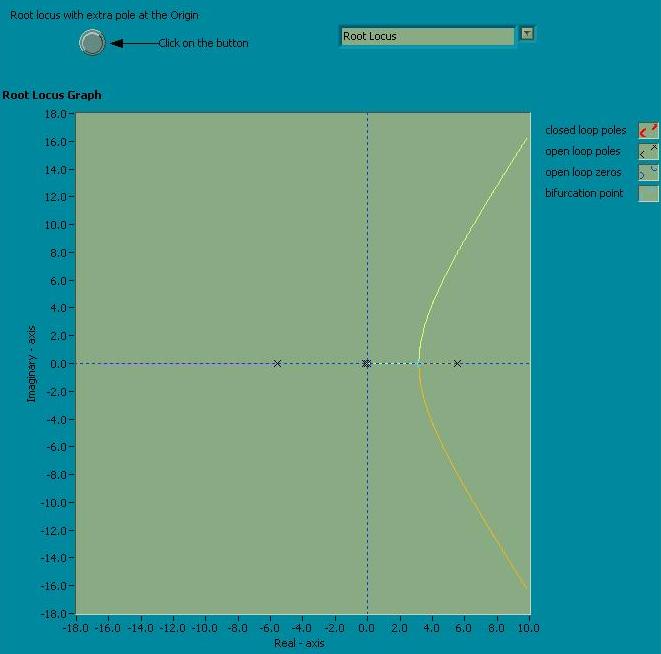 Root locus with extra pole at the Origin
Click on the button
Root Locus
Root Locus Graph
closed loop poles
open loop poles
open loop zeros
bifurcation point
Imaginary - axis
18.0
16.0
14.0
12.0
10.0
8.0
6.0
4.0
2.0
0.0
-2.0
-4.0
-6.0
-8.0
-10.0
-12.0
-14.0
-16.0
-18.0
-18.0 -16.0 -14.0 -12.0 -10.0 -8.0 -6.0 -4.0 -2.0 0.0 2.0 4.0 6.0 8.0 10.0
Real - axis